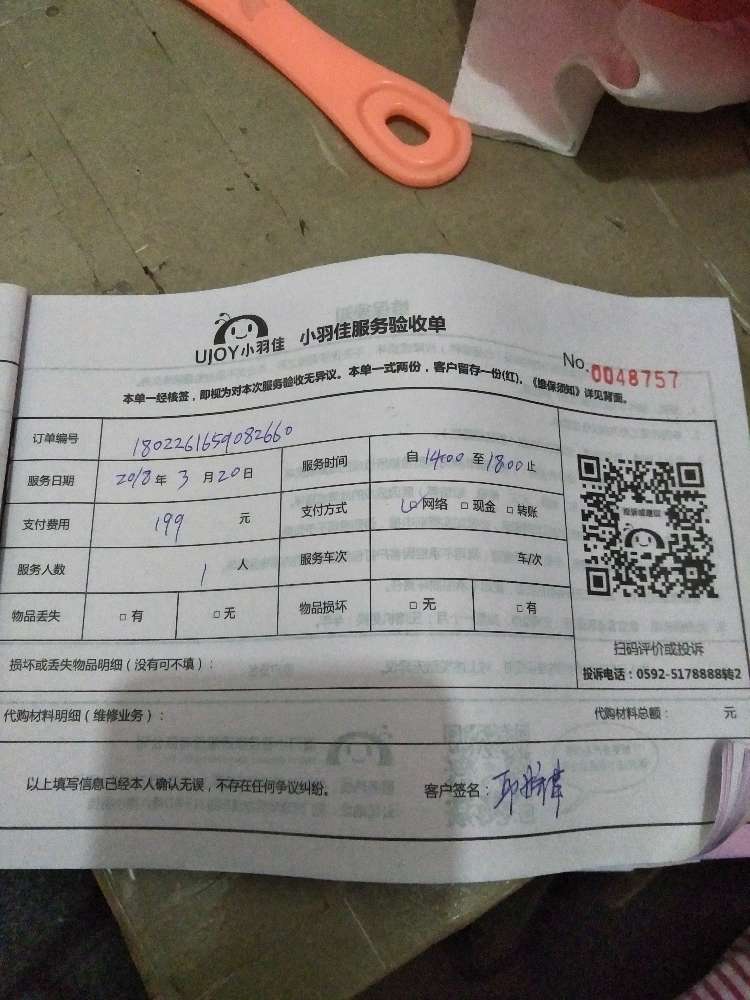 UJOY小羽佳 小羽佳服务验收单
No.0048757
本单一经核签，即视为对本次服务验收无异议。本单一式两份，客户留存一份(红)。《维保须知》详见背面。
订单编号 180226165908266​0
服务日期 2018年 3月20日 服务时间 自 14:00 至 18:00 止
支付费用 199 元 支付方式 ☑网络 □现金 □转账
服务人数 1 人 服务车次 车/次
物品丢失 □有 □无 物品损坏 □无 □有
投诉或建议
扫码评价或投诉
投诉电话：0592-5178888转2
损坏或丢失物品明细（没有可不填）：
代购材料明细（维修业务）： 代购材料总额： 元
以上填写信息已经本人确认无误，不存在任何争议纠纷。 客户签名：